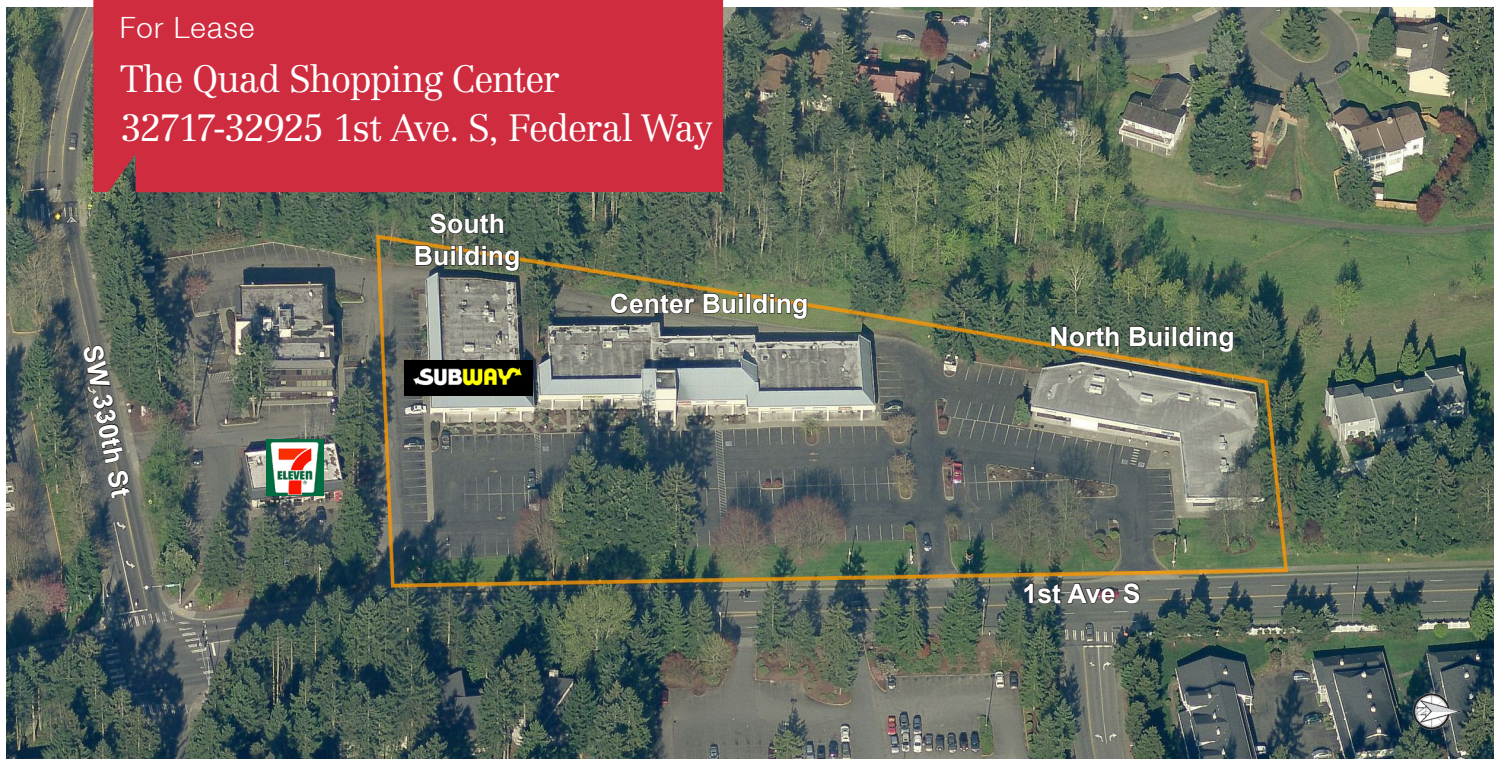 For Lease
The Quad Shopping Center
32717-32925 1st Ave. S, Federal Way
South
Building
Center Building
North Building
SUBWAY
SW 330th St
7
ELEVEN
1st Ave S